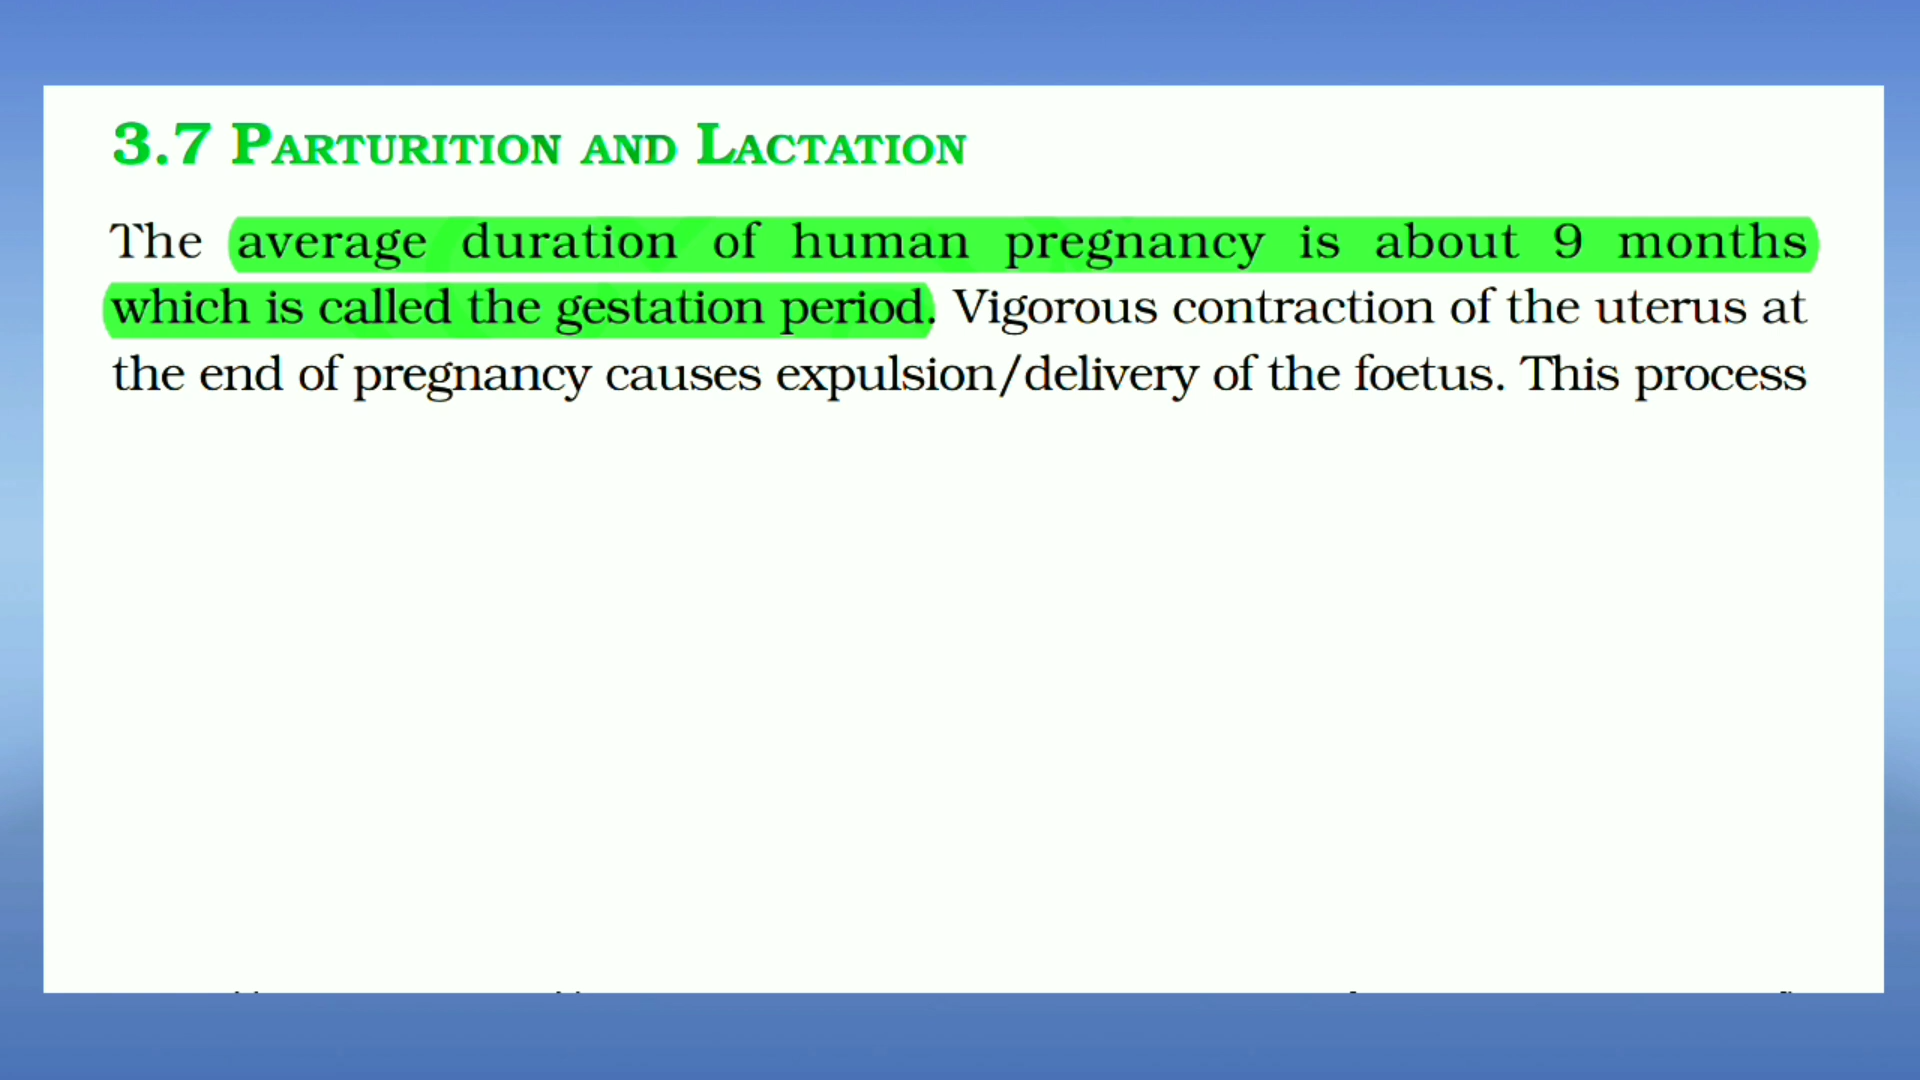 3.7 PARTURITION AND LACTATION
The average duration of human pregnancy is about 9 months
which is called the gestation period. Vigorous contraction of the uterus at
the end of pregnancy causes expulsion/delivery of the foetus. This process